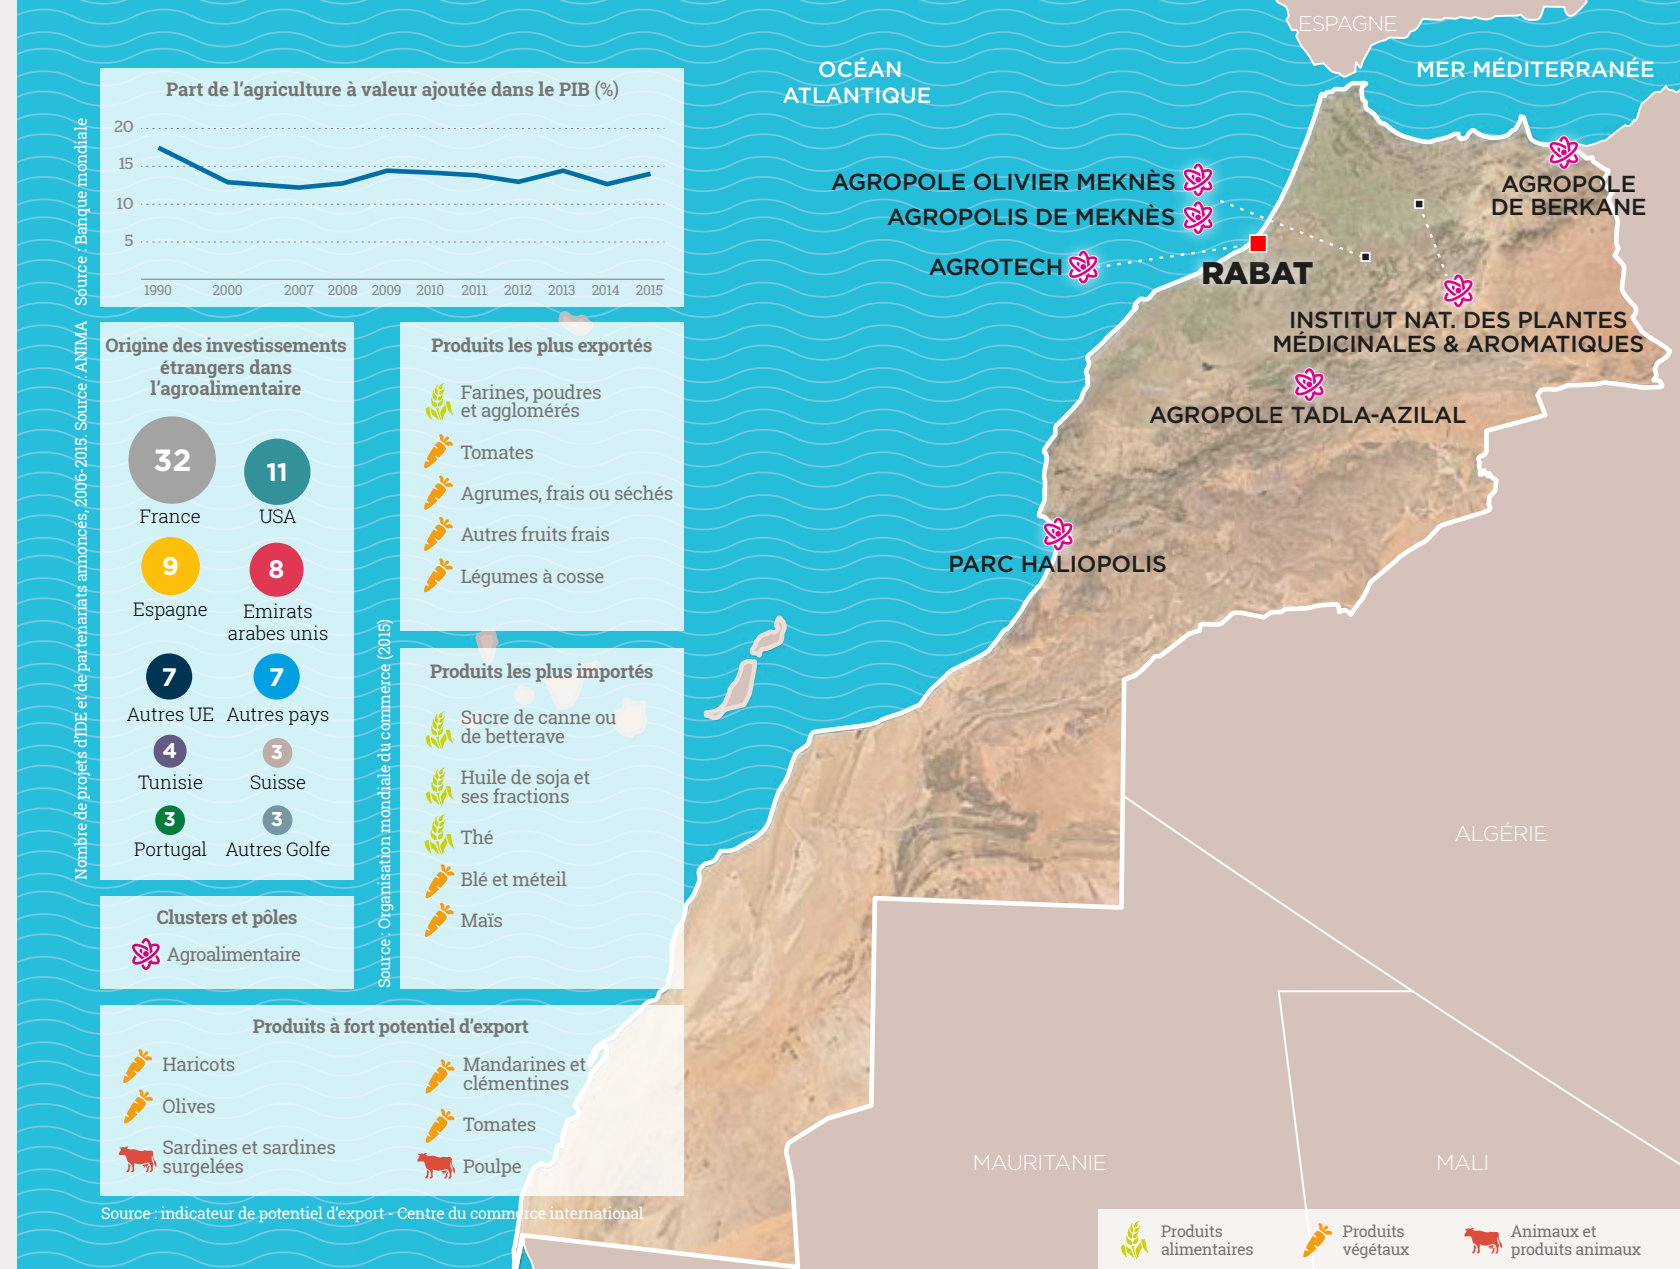 ESPAGNE
OCÉAN
ATLANTIQUE
MER MÉDITERRANÉE
Part de l'agriculture à valeur ajoutée dans le PIB (%)
20
15
10
5
1990 2000 2007 2008 2009 2010 2011 2012 2013 2014 2015
Source : Banque mondiale
AGROPOLE OLIVIER MEKNÈS
AGROPOLIS DE MEKNÈS
AGROTECH
RABAT
AGROPOLE
DE BERKANE
INSTITUT NAT. DES PLANTES
MÉDICINALES & AROMATIQUES
AGROPOLE TADLA-AZILAL
PARC HALIOPOLIS
Origine des investissements
étrangers dans
l'agroalimentaire
32
France
11
USA
9
Espagne
8
Emirats
arabes unis
7
Autres UE
7
Autres pays
4
Tunisie
3
Suisse
3
Portugal
3
Autres Golfe
Nombre de projets d'IDE et de partenariats annoncés, 2006-2015. Source : ANIMA
Produits les plus exportés
Farines, poudres
et agglomérés
Tomates
Agrumes, frais ou séchés
Autres fruits frais
Légumes à cosse
Produits les plus importés
Sucre de canne ou
de betterave
Huile de soja et
ses fractions
Thé
Blé et méteil
Maïs
Source : Organisation mondiale du commerce (2015)
Clusters et pôles
Agroalimentaire
Produits à fort potentiel d'export
Haricots
Olives
Sardines et sardines
surgelées
Mandarines et
clémentines
Tomates
Poulpe
Source : indicateur de potentiel d'export - Centre du commerce international
ALGÉRIE
MAURITANIE
MALI
Produits
alimentaires
Produits
végétaux
Animaux et
produits animaux